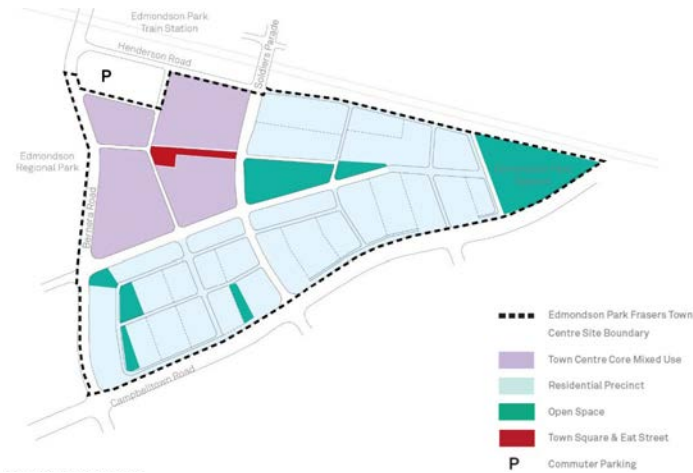 Edmondson Park
Train Station
Henderson Road
Soldiers Parade
P
Edmondson
Regional Park
Bernera Road
Campbelltown Road
Edmondson Park Frasers Town
Centre Site Boundary
Town Centre Core Mixed Use
Residential Precinct
Open Space
Town Square & Eat Street
P Commuter Parking